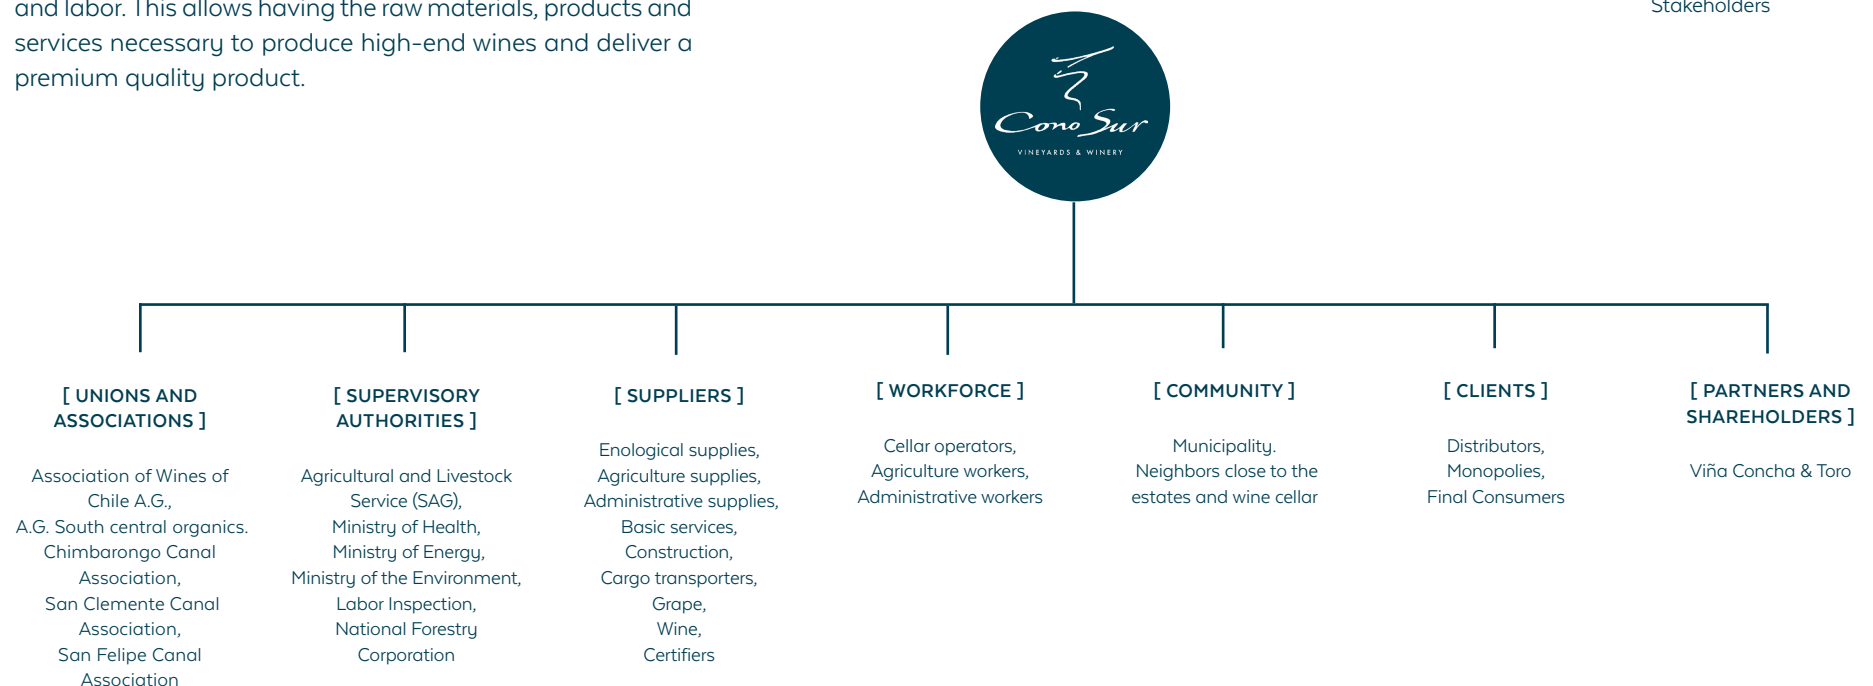 and labor. This allows having the raw materials, products and
services necessary to produce high-end wines and deliver a
premium quality product.
Stakeholders
Cono Sur
VINEYARDS & WINERY
[ UNIONS AND
ASSOCIATIONS ]
Association of Wines of
Chile A.G.,
A.G. South central organics.
Chimbarongo Canal
Association,
San Clemente Canal
Association,
San Felipe Canal
Association
[ SUPERVISORY
AUTHORITIES ]
Agricultural and Livestock
Service (SAG),
Ministry of Health,
Ministry of Energy,
Ministry of the Environment,
Labor Inspection,
National Forestry
Corporation
[ SUPPLIERS ]
Enological supplies,
Agriculture supplies,
Administrative supplies,
Basic services,
Construction,
Cargo transporters,
Grape,
Wine,
Certifiers
[ WORKFORCE ]
Cellar operators,
Agriculture workers,
Administrative workers
[ COMMUNITY ]
Municipality.
Neighbors close to the
estates and wine cellar
[ CLIENTS ]
Distributors,
Monopolies,
Final Consumers
[ PARTNERS AND
SHAREHOLDERS ]
Viña Concha & Toro